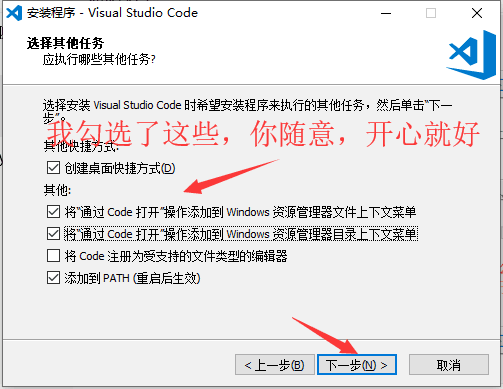 安装程序 - Visual Studio Code
选择其他任务
应执行哪些其他任务?
选择安装 Visual Studio Code 时希望安装程序来执行的其他任务，然后单击“下一
步”。
我勾选了这些，你随意，开心就好
其他快捷方式:
创建桌面快捷方式(D)
其他:
将“通过 Code 打开”操作添加到 Windows 资源管理器文件上下文菜单
将“通过 Code 打开”操作添加到 Windows 资源管理器目录上下文菜单
将 Code 注册为受支持的文件类型的编辑器
添加到 PATH (重启后生效)
< 上一步(B) 下一步(N) > 取消